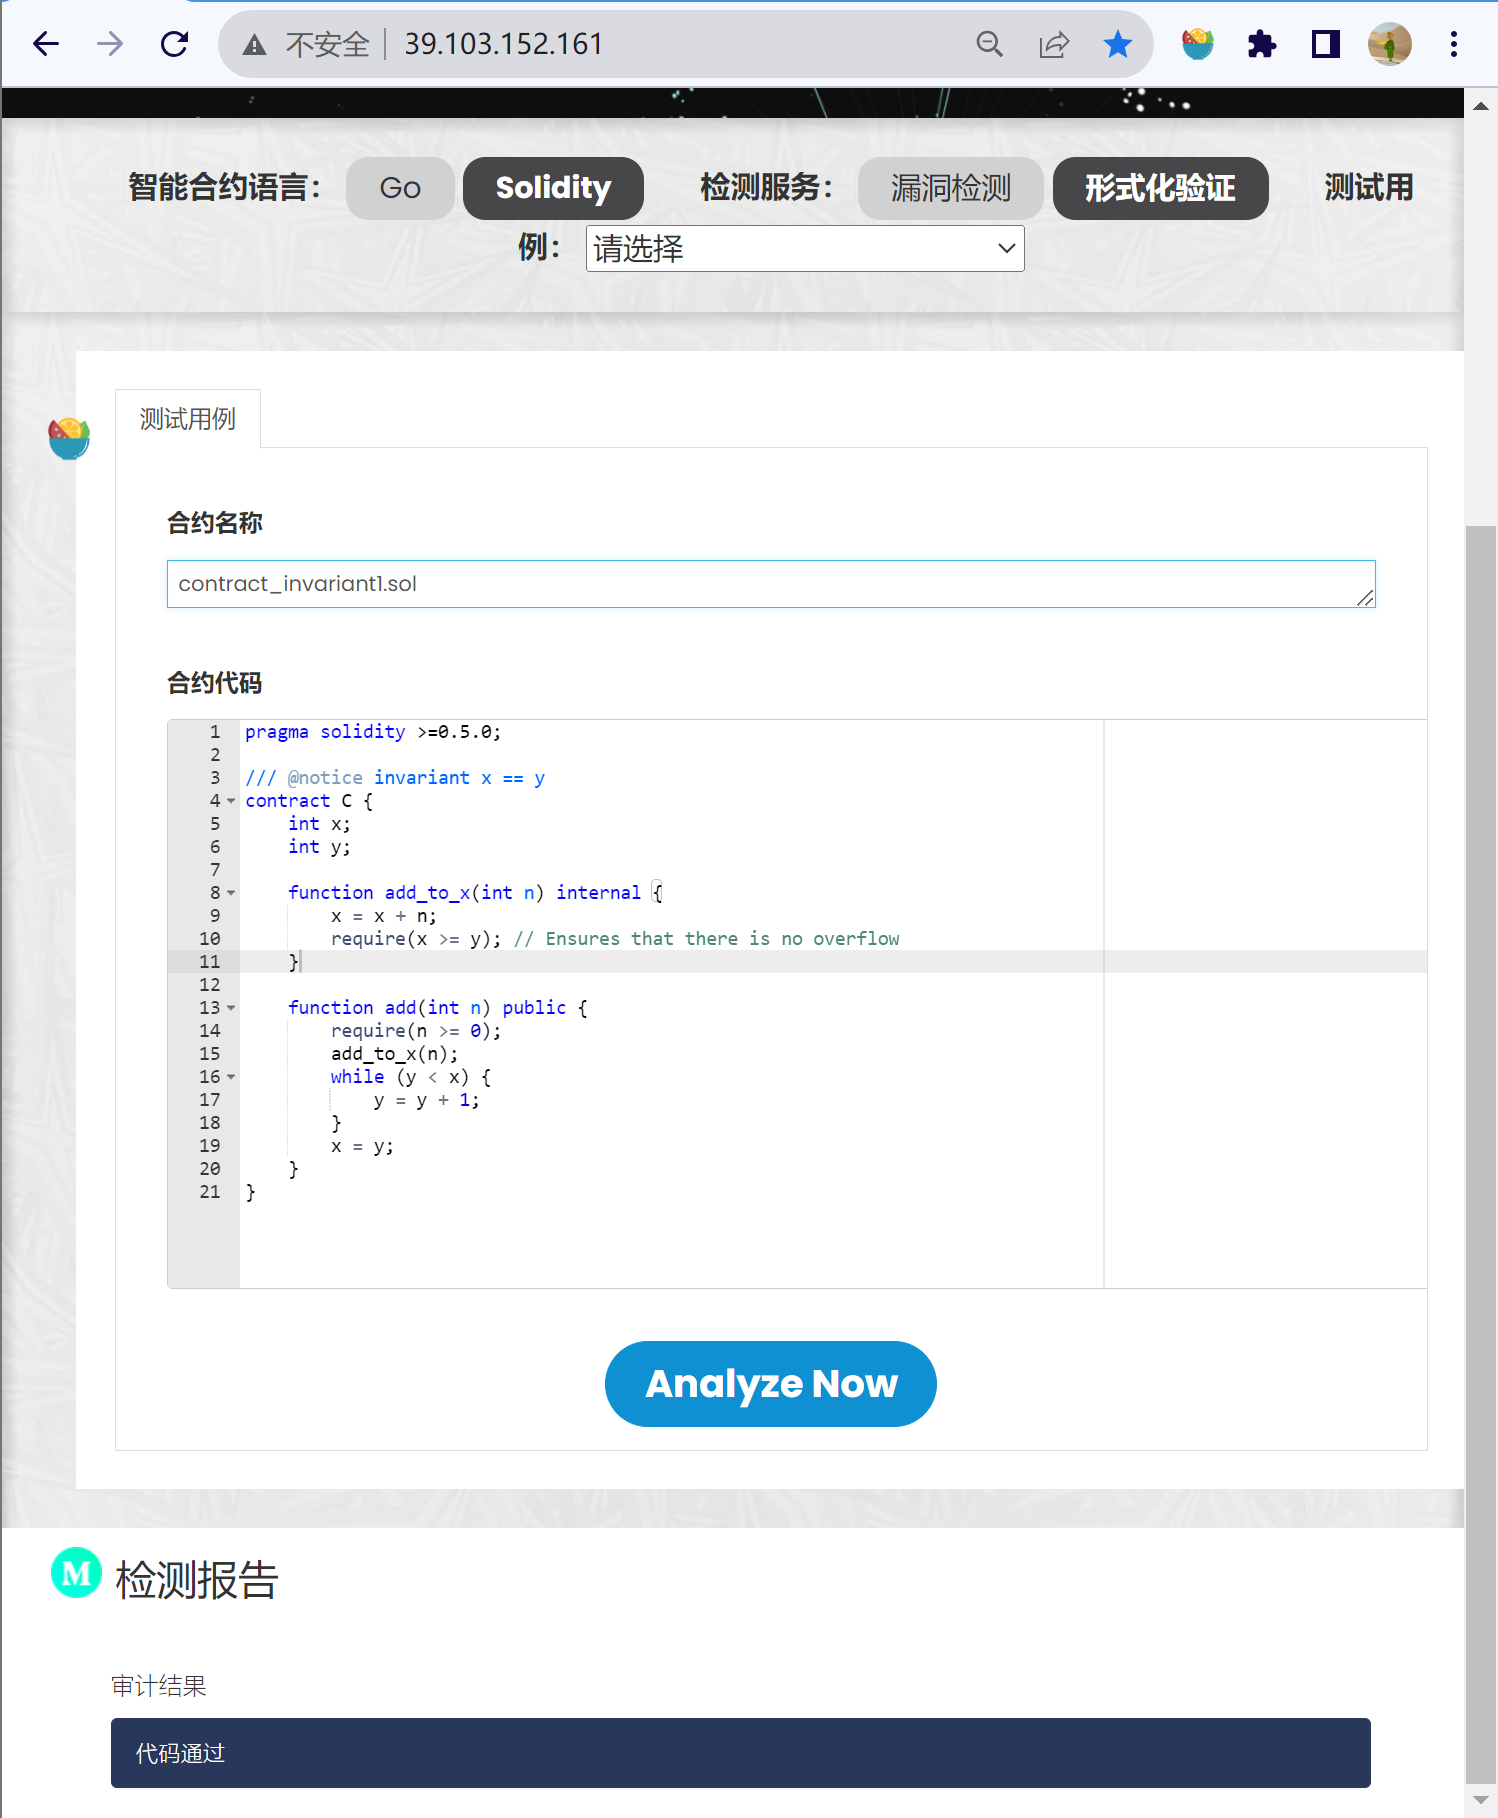 不安全 39.103.152.161
智能合约语言： Go Solidity 检测服务： 漏洞检测 形式化验证 测试用
例： 请选择
测试用例
合约名称
contract_invariant1.sol
合约代码
1 pragma solidity >=0.5.0;
2
3 /// @notice invariant x == y
4 contract C {
5     int x;
6     int y;
7
8     function add_to_x(int n) internal {
9         x = x + n;
10         require(x >= y); // Ensures that there is no overflow
11     }
12
13     function add(int n) public {
14         require(n >= 0);
15         add_to_x(n);
16         while (y < x) {
17             y = y + 1;
18         }
19         x = y;
20     }
21 }
Analyze Now
M 检测报告
审计结果
代码通过